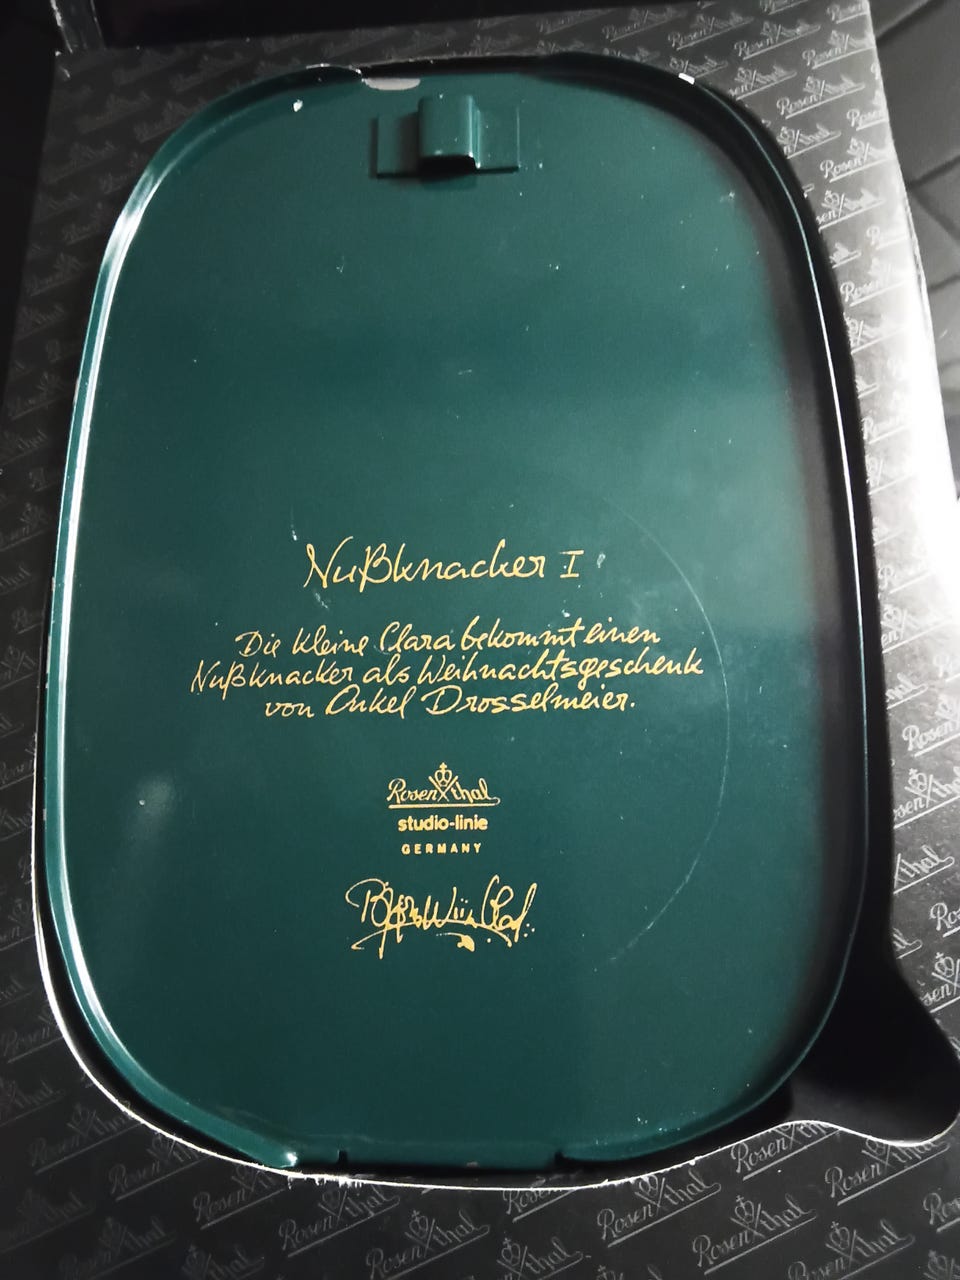 Nußknacker I
Die kleine Clara bekommt einen
Nußknacker als Weihnachtsgeschenk
von Onkel Drosselmeier.
Rosenthal
studio-linie
GERMANY